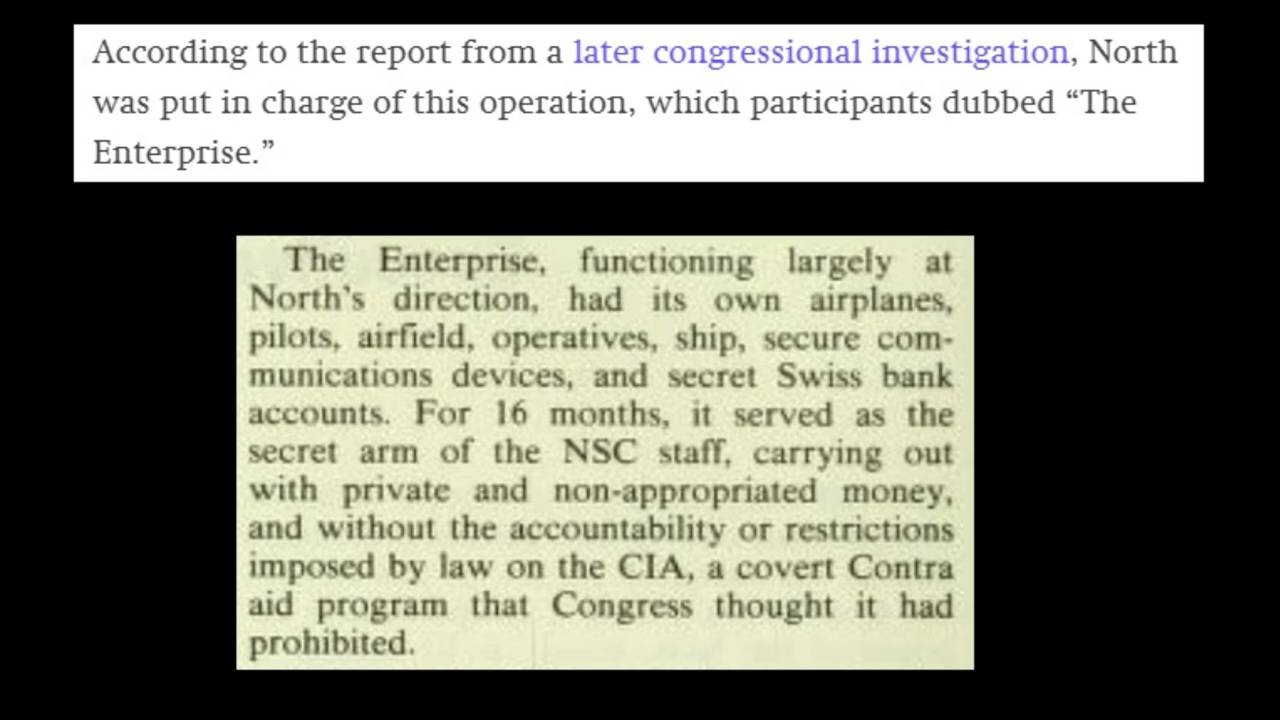 According to the report from a later congressional investigation, North
was put in charge of this operation, which participants dubbed “The
Enterprise.”
The Enterprise, functioning largely at
North's direction, had its own airplanes,
pilots, airfield, operatives, ship, secure com-
munications devices, and secret Swiss bank
accounts. For 16 months, it served as the
secret arm of the NSC staff, carrying out
with private and non-appropriated money,
and without the accountability or restrictions
imposed by law on the CIA, a covert Contra
aid program that Congress thought it had
prohibited.